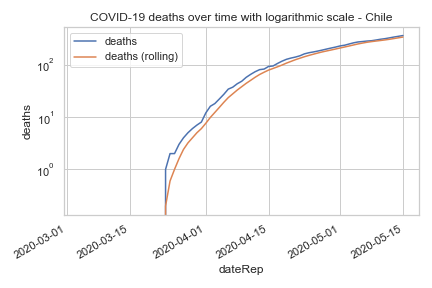 COVID-19 deaths over time with logarithmic scale - Chile
deaths
deaths (rolling)
deaths
10²
10¹
10⁰
2020-03-01
2020-03-15
2020-04-01
2020-04-15
2020-05-01
2020-05-15
dateRep